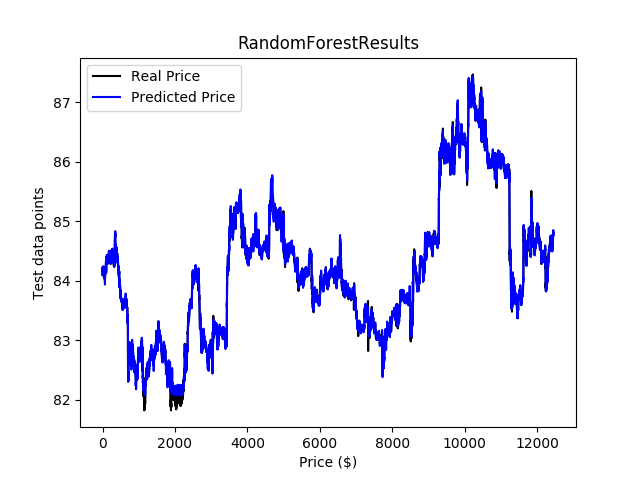 RandomForestResults
Real Price
Predicted Price
87
86
85
84
83
82
Test data points
0 2000 4000 6000 8000 10000 12000
Price ($)